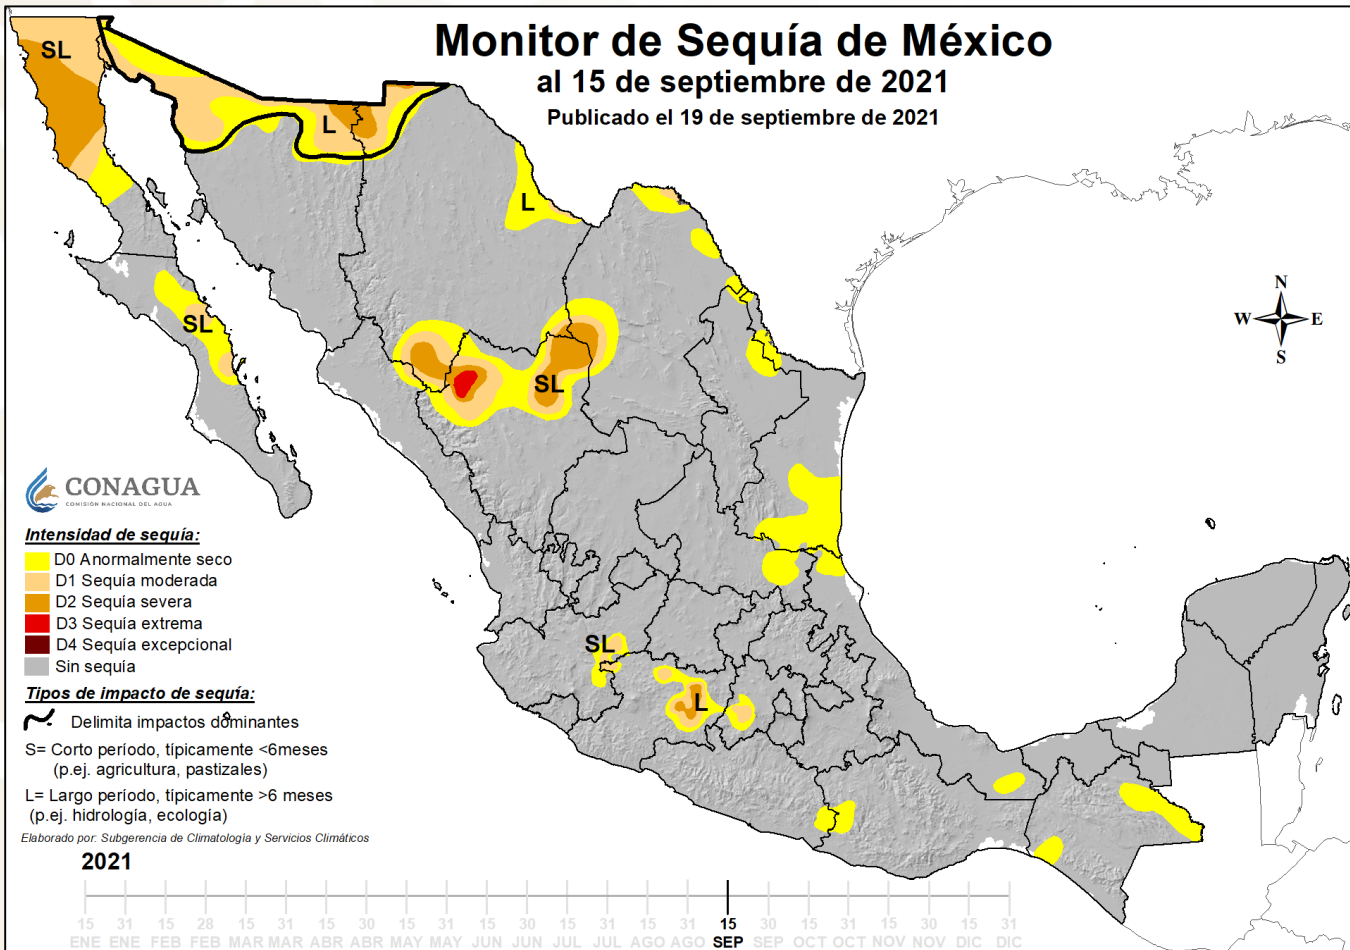 Monitor de Sequía de México
al 15 de septiembre de 2021
Publicado el 19 de septiembre de 2021
SL
L
L
SL
SL
SL
L
N
W E
S
CONAGUA
COMISIÓN NACIONAL DEL AGUA
Intensidad de sequía:
D0 Anormalmente seco
D1 Sequía moderada
D2 Sequía severa
D3 Sequía extrema
D4 Sequía excepcional
Sin sequía
Tipos de impacto de sequía:
Delimita impactos dominantes
S= Corto período, típicamente <6meses
(p.ej. agricultura, pastizales)
L= Largo período, típicamente >6 meses
(p.ej. hidrología, ecología)
Elaborado por: Subgerencia de Climatología y Servicios Climáticos
2021
15 31 15 28 15 31 15 30 15 31 15 30 15 31 15 31 15 30 15 31 15 30 15 31
ENE ENE FEB FEB MAR MAR ABR ABR MAY MAY JUN JUN JUL JUL AGO AGO SEP SEP OCT OCT NOV NOV DIC DIC